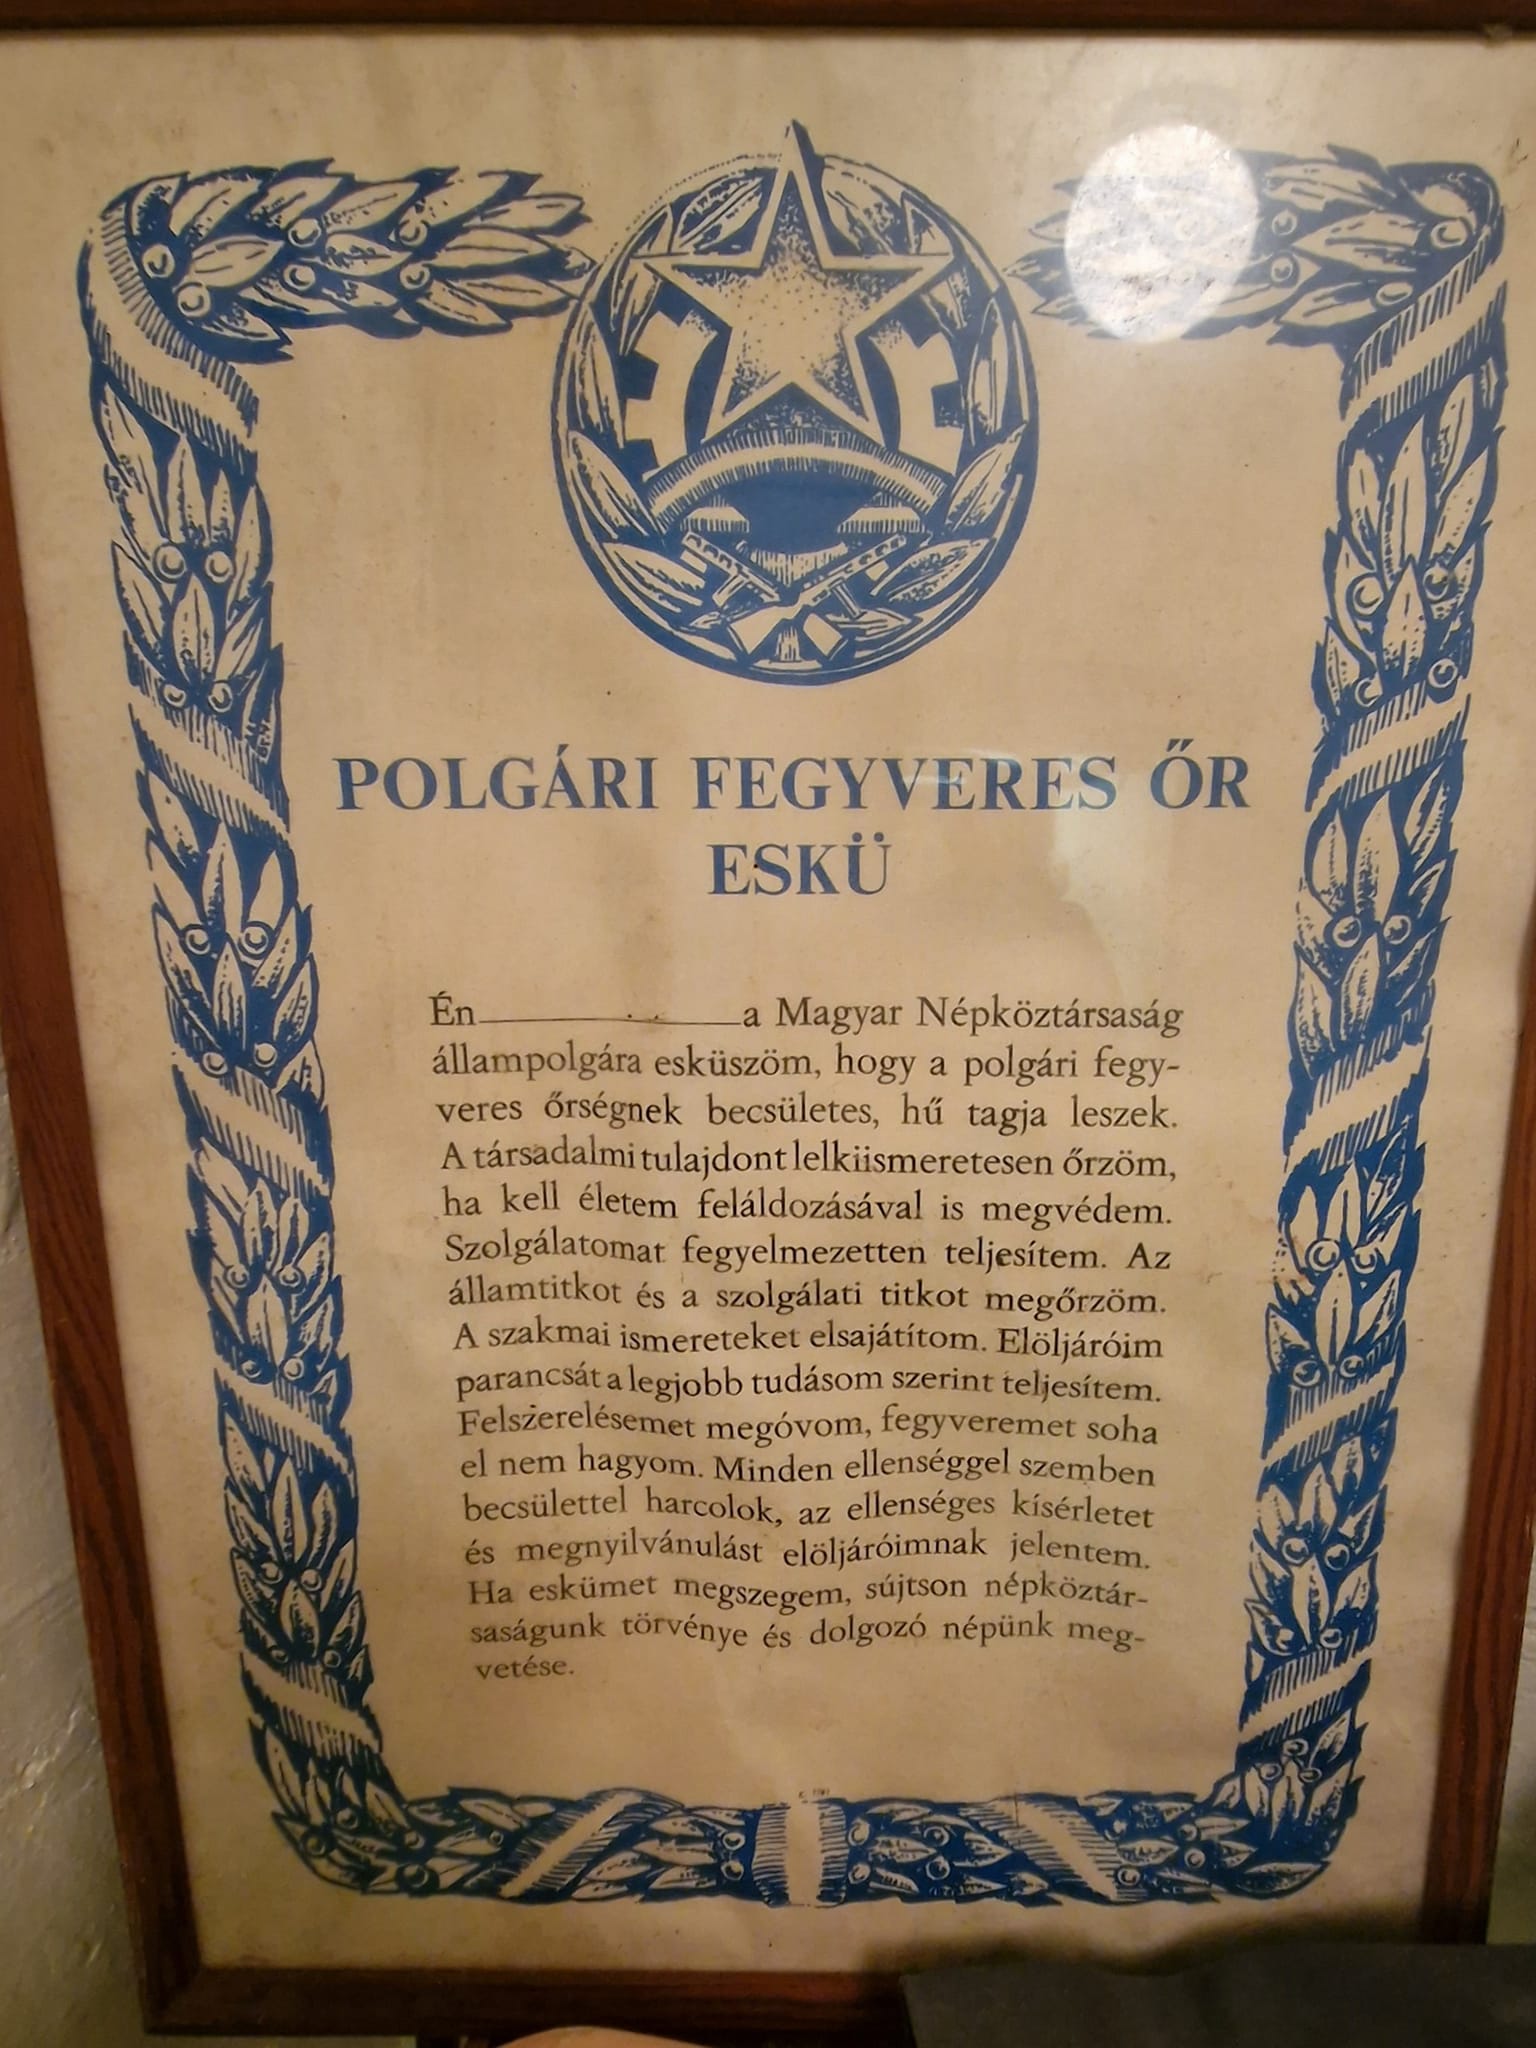 POLGÁRI FEGYVERES ŐR
ESKÜ
Én a Magyar Népköztársaság
állampolgára esküszöm, hogy a polgári fegy-
veres őrségnek becsületes, hű tagja leszek.
A társadalmi tulajdont lelkiismeretesen őrzöm,
ha kell életem feláldozásával is megvédem.
Szolgálatomat fegyelmezetten teljesítem. Az
államtitkot és a szolgálati titkot megőrzöm.
A szakmai ismereteket elsajátítom. Elöljáróim
parancsát a legjobb tudásom szerint teljesítem.
Felszerelésemet megóvom, fegyveremet soha
el nem hagyom. Minden ellenséggel szemben
becsülettel harcolok, az ellenséges kísérletet
és megnyilvánulást elöljáróimnak jelentem.
Ha eskümet megszegem, sújtson népköztár-
saságunk törvénye és dolgozó népünk meg-
vetése.